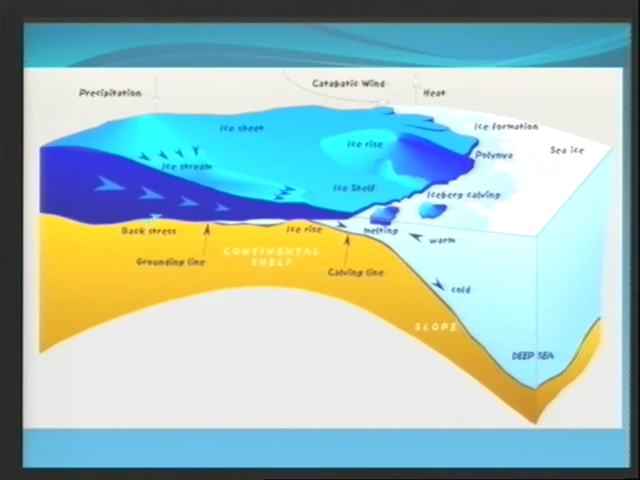 Precipitation
Catabatic Wind
Heat
Ice sheet
Ice formation
Ice rise
Sea ice
Polynya
Ice stream
Ice Shelf
Iceberg calving
Back stress
Ice rise
melting
warm
Grounding line
CONTINENTAL
SHELF
Calving line
cold
SLOPE
DEEP SEA